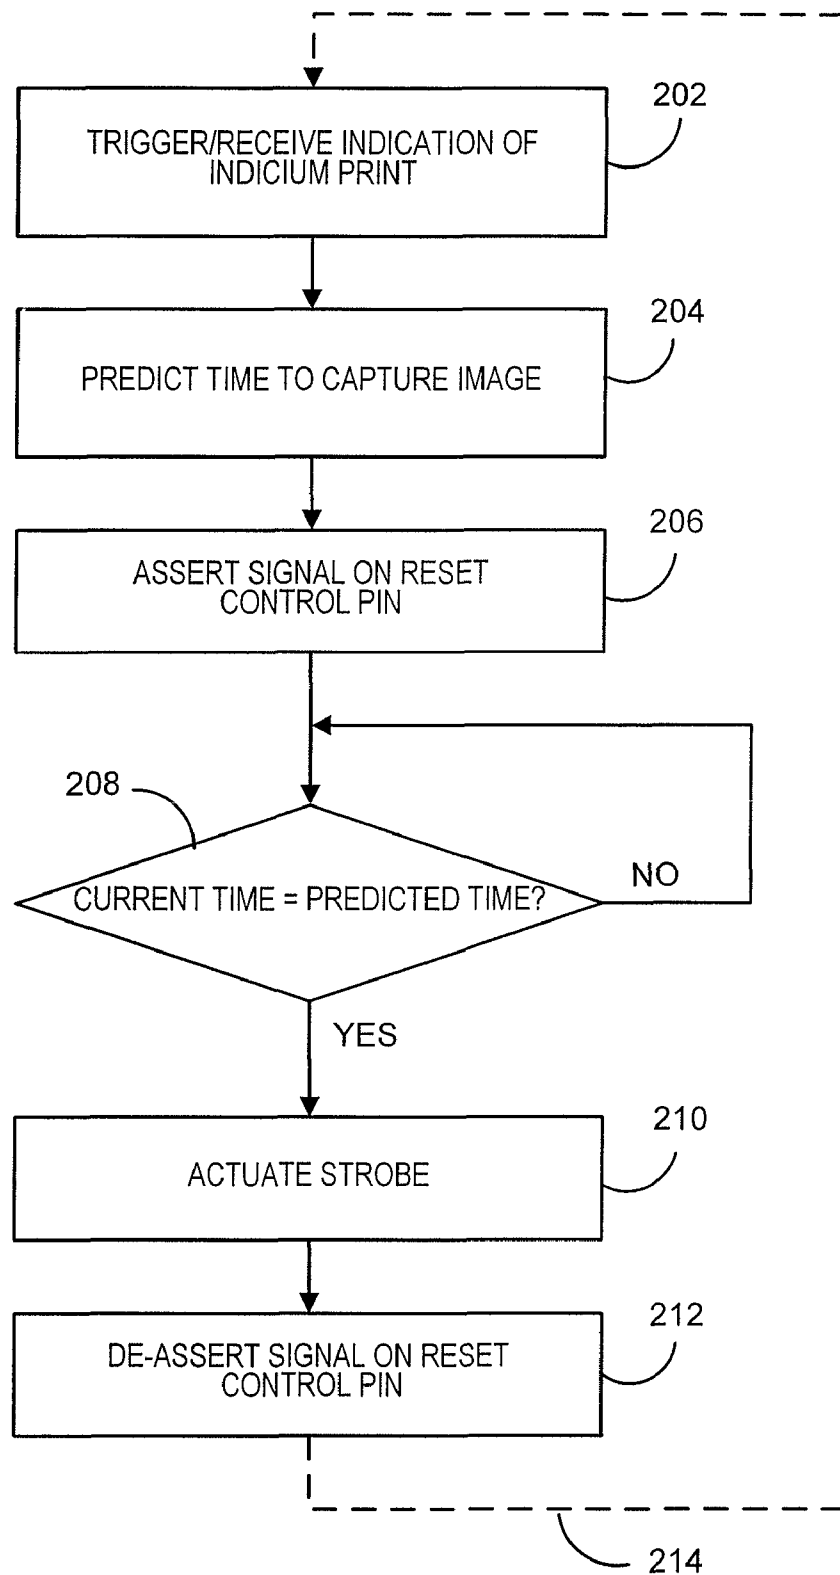 202
TRIGGER/RECEIVE INDICATION OF
INDICIUM PRINT
204
PREDICT TIME TO CAPTURE IMAGE
206
ASSERT SIGNAL ON RESET
CONTROL PIN
208
CURRENT TIME = PREDICTED TIME?
NO
YES
210
ACTUATE STROBE
212
DE-ASSERT SIGNAL ON RESET
CONTROL PIN
214